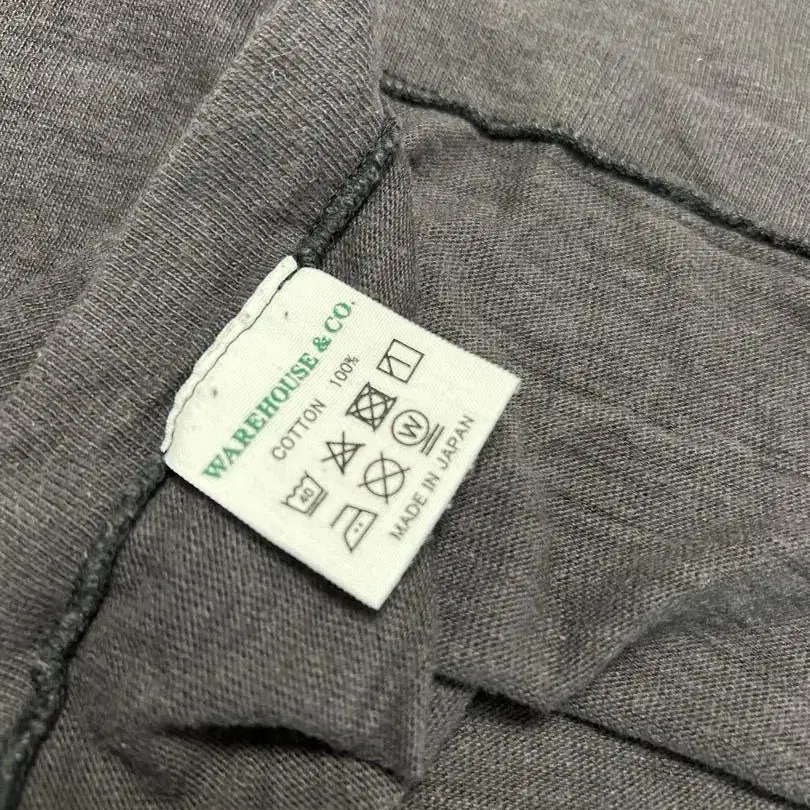 WAREHOUSE & CO.
COTTON 100%
40
W
MADE IN JAPAN